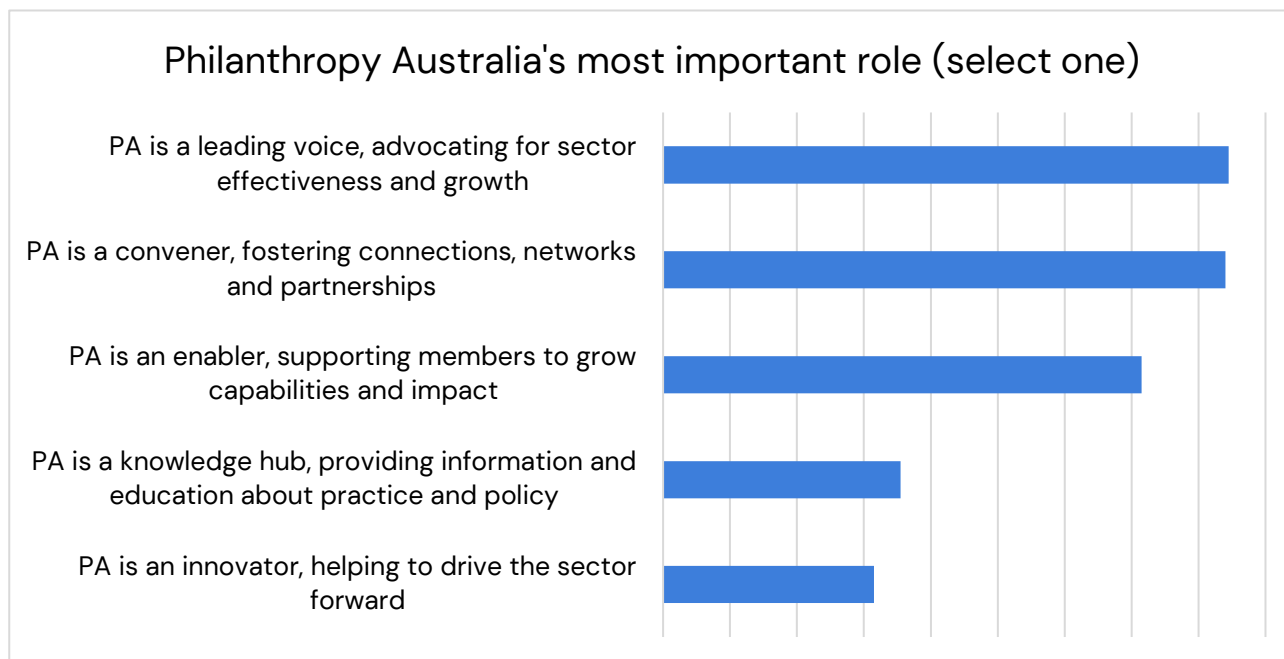 Philanthropy Australia's most important role (select one)
PA is a leading voice, advocating for sector
effectiveness and growth
PA is a convener, fostering connections, networks
and partnerships
PA is an enabler, supporting members to grow
capabilities and impact
PA is a knowledge hub, providing information and
education about practice and policy
PA is an innovator, helping to drive the sector
forward